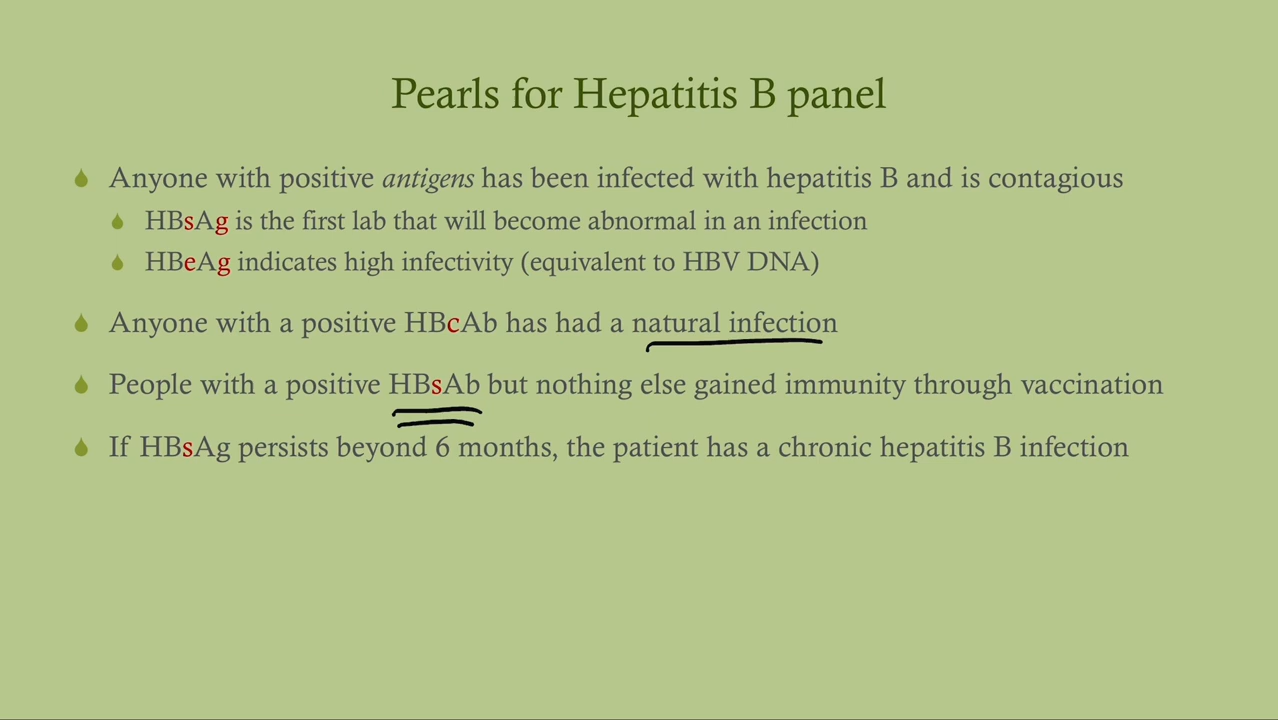 Pearls for Hepatitis B panel
Anyone with positive antigens has been infected with hepatitis B and is contagious
HBsAg is the first lab that will become abnormal in an infection
HBeAg indicates high infectivity (equivalent to HBV DNA)
Anyone with a positive HBcAb has had a natural infection
People with a positive HBsAb but nothing else gained immunity through vaccination
If HBsAg persists beyond 6 months, the patient has a chronic hepatitis B infection